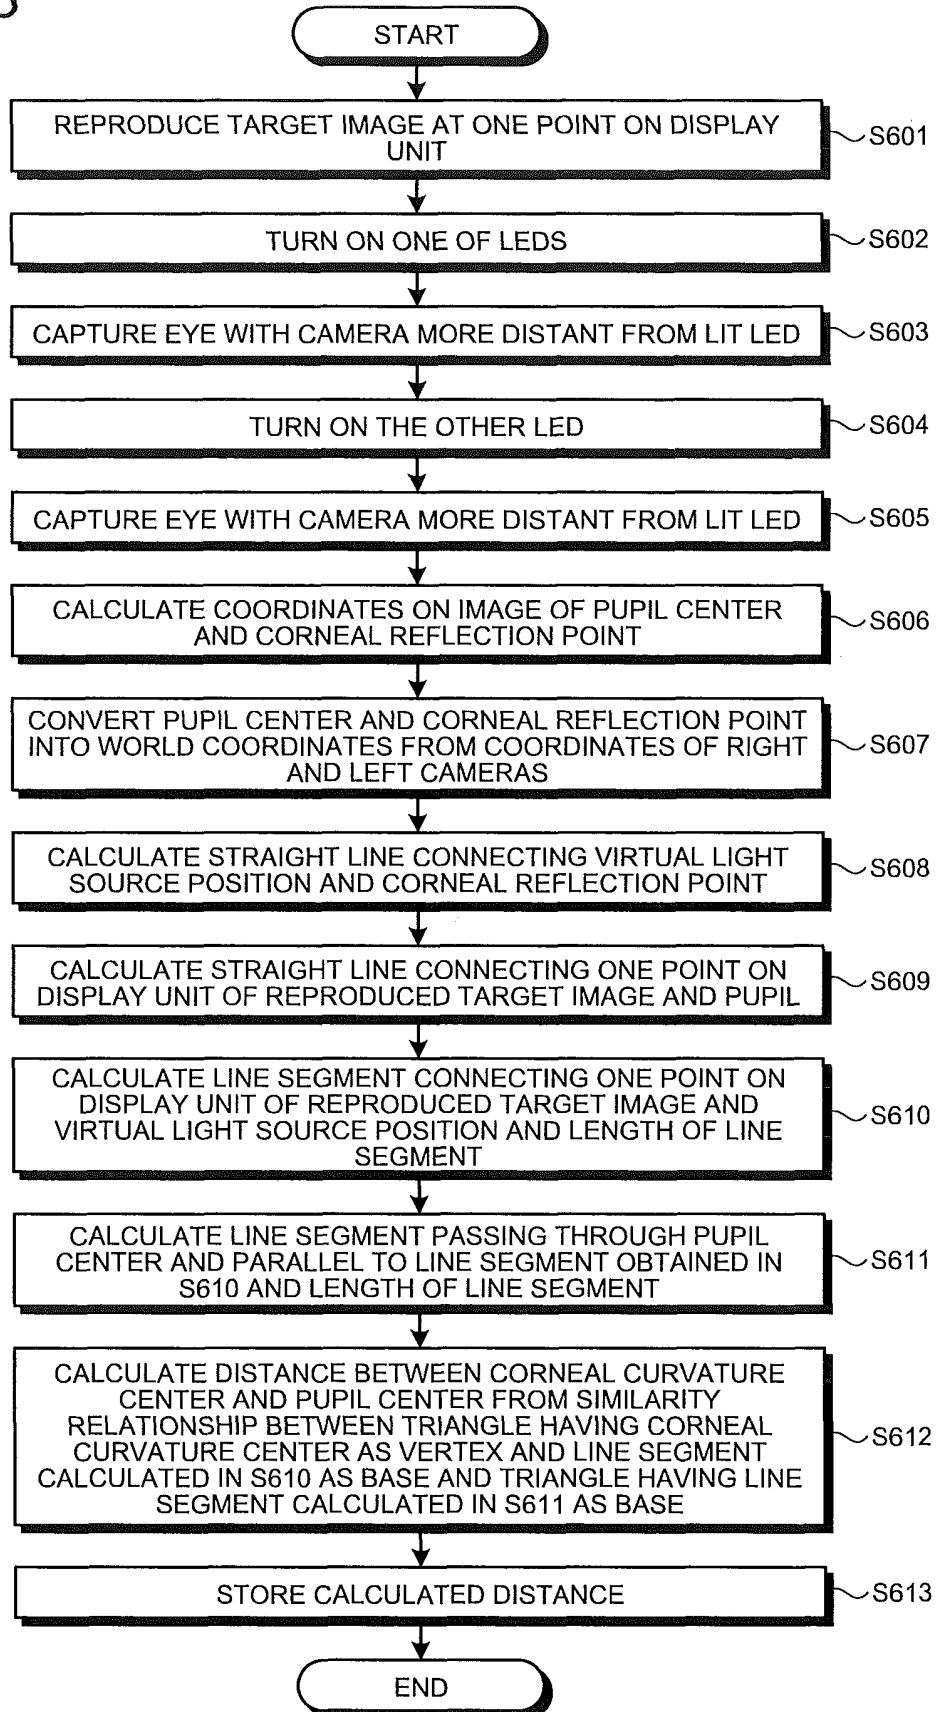 START
REPRODUCE TARGET IMAGE AT ONE POINT ON DISPLAY
UNIT
S601
TURN ON ONE OF LEDS
S602
CAPTURE EYE WITH CAMERA MORE DISTANT FROM LIT LED
S603
TURN ON THE OTHER LED
S604
CAPTURE EYE WITH CAMERA MORE DISTANT FROM LIT LED
S605
CALCULATE COORDINATES ON IMAGE OF PUPIL CENTER
AND CORNEAL REFLECTION POINT
S606
CONVERT PUPIL CENTER AND CORNEAL REFLECTION POINT
INTO WORLD COORDINATES FROM COORDINATES OF RIGHT
AND LEFT CAMERAS
S607
CALCULATE STRAIGHT LINE CONNECTING VIRTUAL LIGHT
SOURCE POSITION AND CORNEAL REFLECTION POINT
S608
CALCULATE STRAIGHT LINE CONNECTING ONE POINT ON
DISPLAY UNIT OF REPRODUCED TARGET IMAGE AND PUPIL
S609
CALCULATE LINE SEGMENT CONNECTING ONE POINT ON
DISPLAY UNIT OF REPRODUCED TARGET IMAGE AND
VIRTUAL LIGHT SOURCE POSITION AND LENGTH OF LINE
SEGMENT
S610
CALCULATE LINE SEGMENT PASSING THROUGH PUPIL
CENTER AND PARALLEL TO LINE SEGMENT OBTAINED IN
S610 AND LENGTH OF LINE SEGMENT
S611
CALCULATE DISTANCE BETWEEN CORNEAL CURVATURE
CENTER AND PUPIL CENTER FROM SIMILARITY
RELATIONSHIP BETWEEN TRIANGLE HAVING CORNEAL
CURVATURE CENTER AS VERTEX AND LINE SEGMENT
CALCULATED IN S610 AS BASE AND TRIANGLE HAVING LINE
SEGMENT CALCULATED IN S611 AS BASE
S612
STORE CALCULATED DISTANCE
S613
END